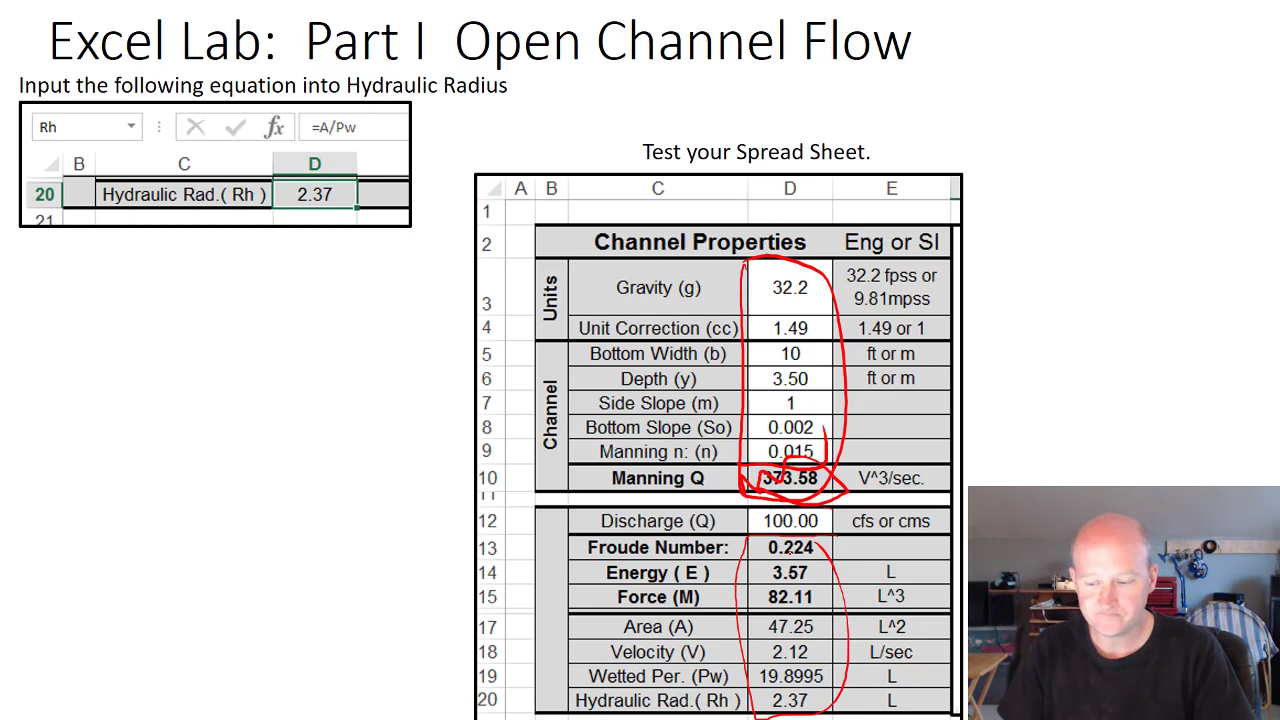 Excel Lab: Part I Open Channel Flow
Input the following equation into Hydraulic Radius
Rh =A/Pw
B C D
20 Hydraulic Rad.( Rh ) 2.37
21
Test your Spread Sheet.
A B C D E
1
2 Channel Properties Eng or SI
3 Units Gravity (g) 32.2 32.2 fpss or
9.81mpss
4 Unit Correction (cc) 1.49 1.49 or 1
5 Bottom Width (b) 10 ft or m
6 Depth (y) 3.50 ft or m
7 Channel Side Slope (m) 1
8 Bottom Slope (So) 0.002
9 Manning n: (n) 0.015
10 Manning Q 373.58 V^3/sec.
11
12 Discharge (Q) 100.00 cfs or cms
13 Froude Number: 0.224
14 Energy ( E ) 3.57 L
15 Force (M) 82.11 L^3
17 Area (A) 47.25 L^2
18 Velocity (V) 2.12 L/sec
19 Wetted Per. (Pw) 19.8995 L
20 Hydraulic Rad.( Rh ) 2.37 L